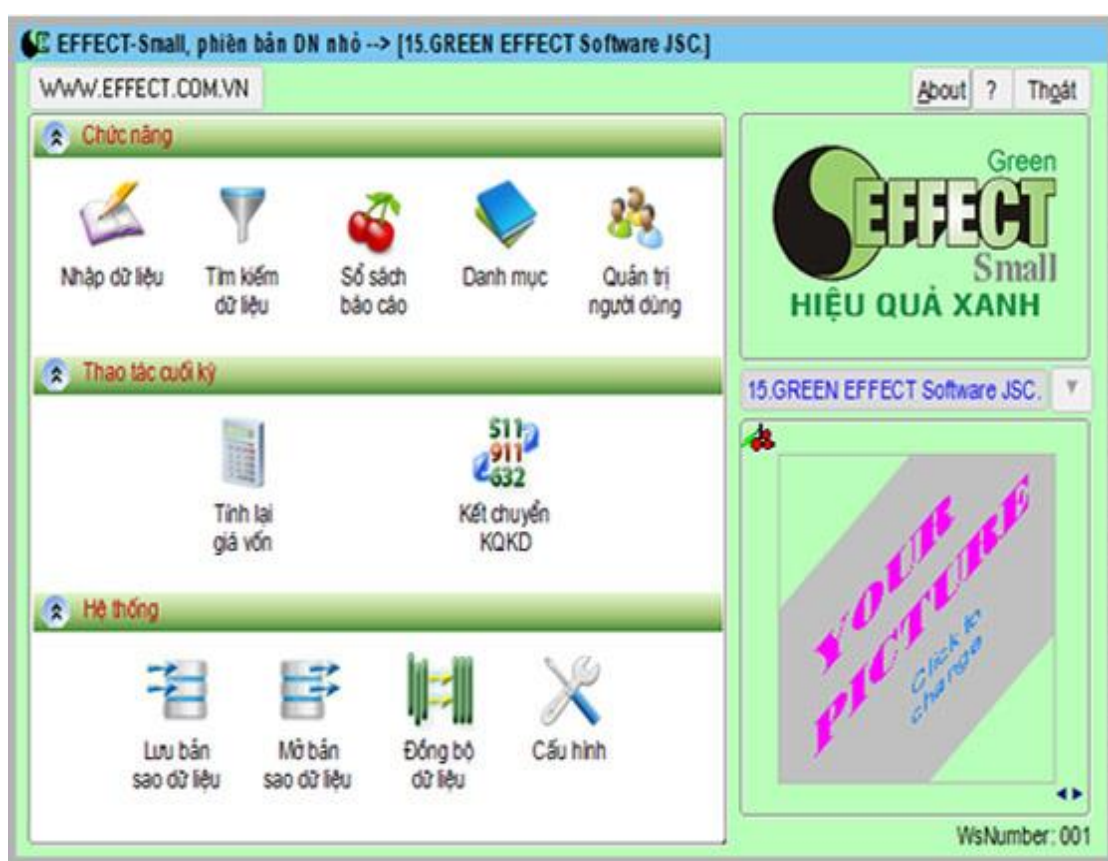 EFFECT-Small, phiên bản DN nhỏ --> [15.GREEN EFFECT Software JSC.]
WWW.EFFECT.COM.VN
About
?
Thoát
Chức năng
Nhập dữ liệu
Tìm kiếm
dữ liệu
Sổ sách
báo cáo
Danh mục
Quản trị
người dùng
Thao tác cuối kỳ
511
911
632
Tính lại
giá vốn
Kết chuyển
KQKD
Hệ thống
Lưu bản
sao dữ liệu
Mở bản
sao dữ liệu
Đồng bộ
dữ liệu
Cấu hình
Green
EFFECT
Small
HIỆU QUẢ XANH
15.GREEN EFFECT Software JSC.
YOUR
PICTURE
Click to
change
WsNumber: 001